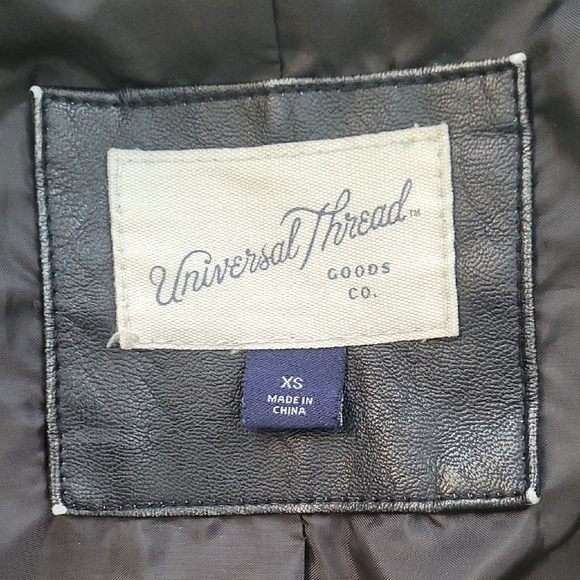 Universal Thread™
GOODS
CO.
XS
MADE IN
CHINA